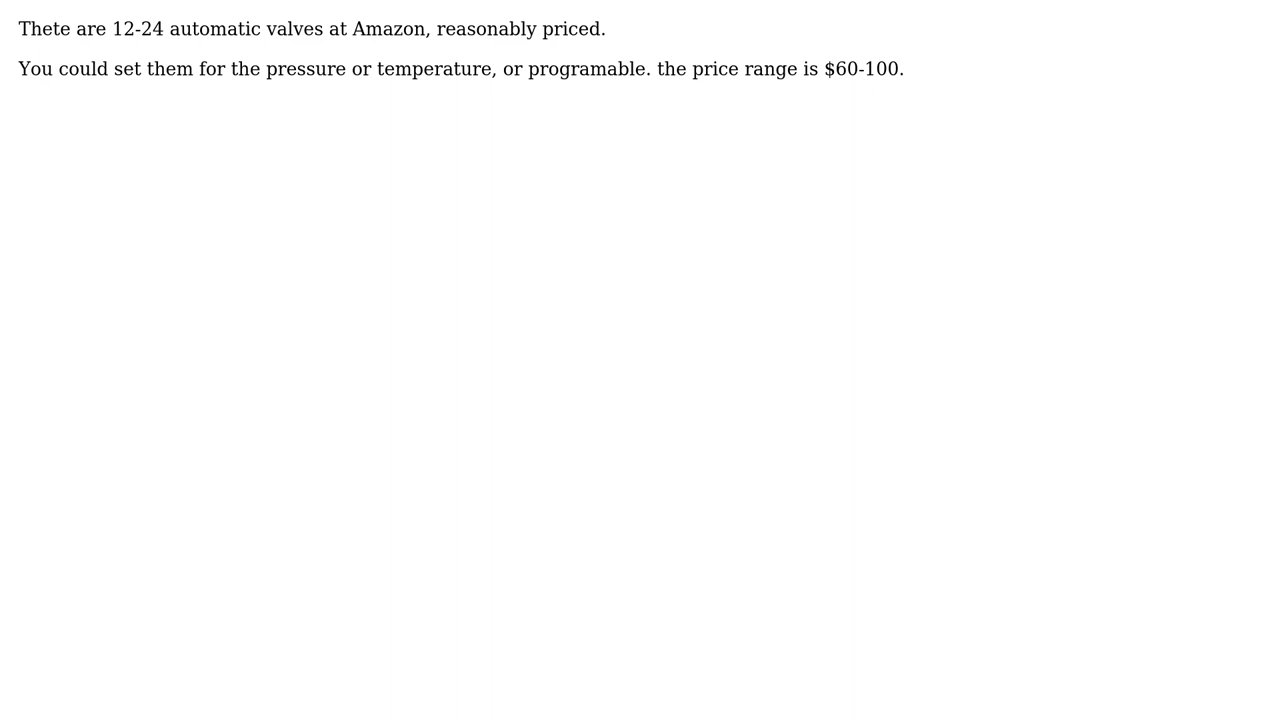 Thete are 12-24 automatic valves at Amazon, reasonably priced.
You could set them for the pressure or temperature, or programable. the price range is $60-100.